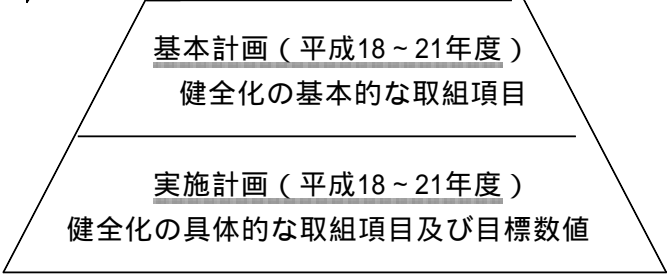 基本計画（平成18～21年度）
健全化の基本的な取組項目
実施計画（平成18～21年度）
健全化の具体的な取組項目及び目標数値